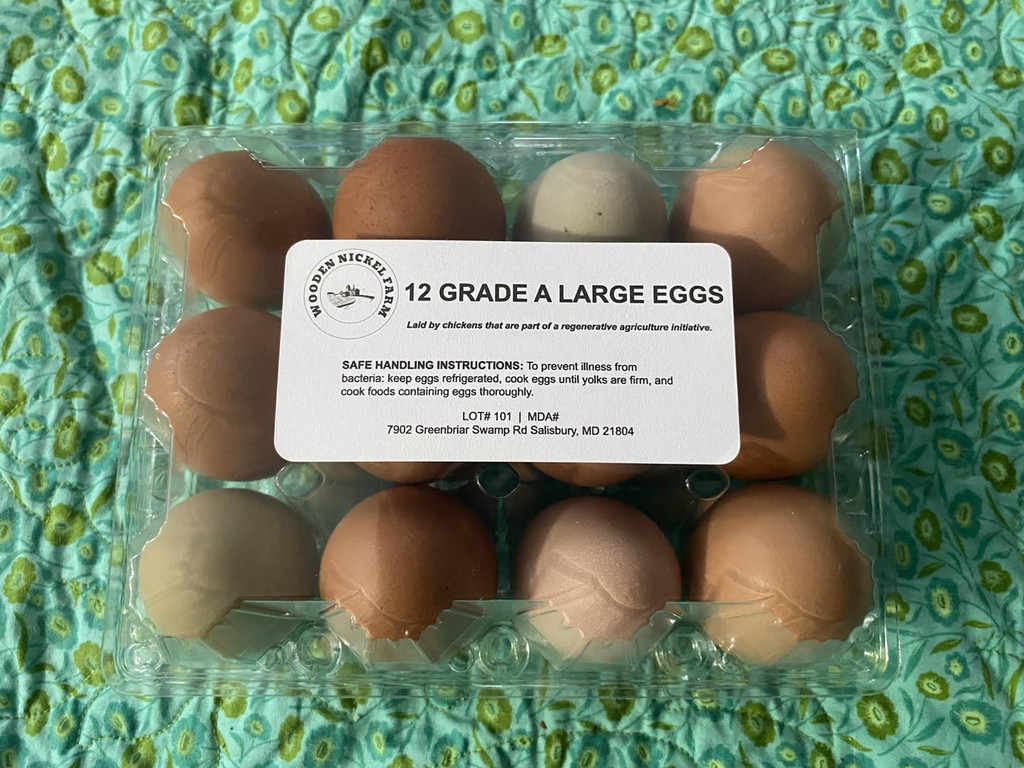 WOODEN NICKEL FARM
12 GRADE A LARGE EGGS
Laid by chickens that are part of a regenerative agriculture initiative.
SAFE HANDLING INSTRUCTIONS: To prevent illness from
bacteria: keep eggs refrigerated, cook eggs until yolks are firm, and
cook foods containing eggs thoroughly.
LOT# 101 | MDA#
7902 Greenbriar Swamp Rd Salisbury, MD 21804